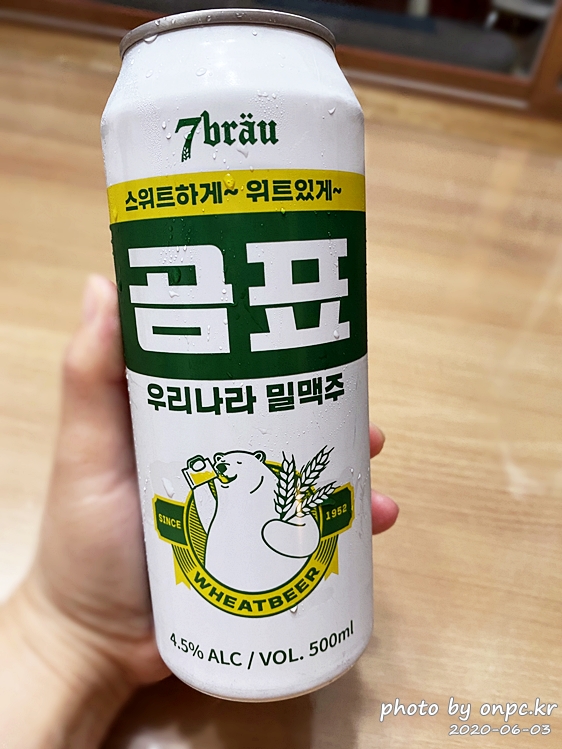 7bräu
스위트하게~ 위트있게~
곰표
우리나라 밀맥주
SINCE 1952
WHEATBEER
4.5% ALC / VOL. 500ml
photo by onpc.kr
2020-06-03